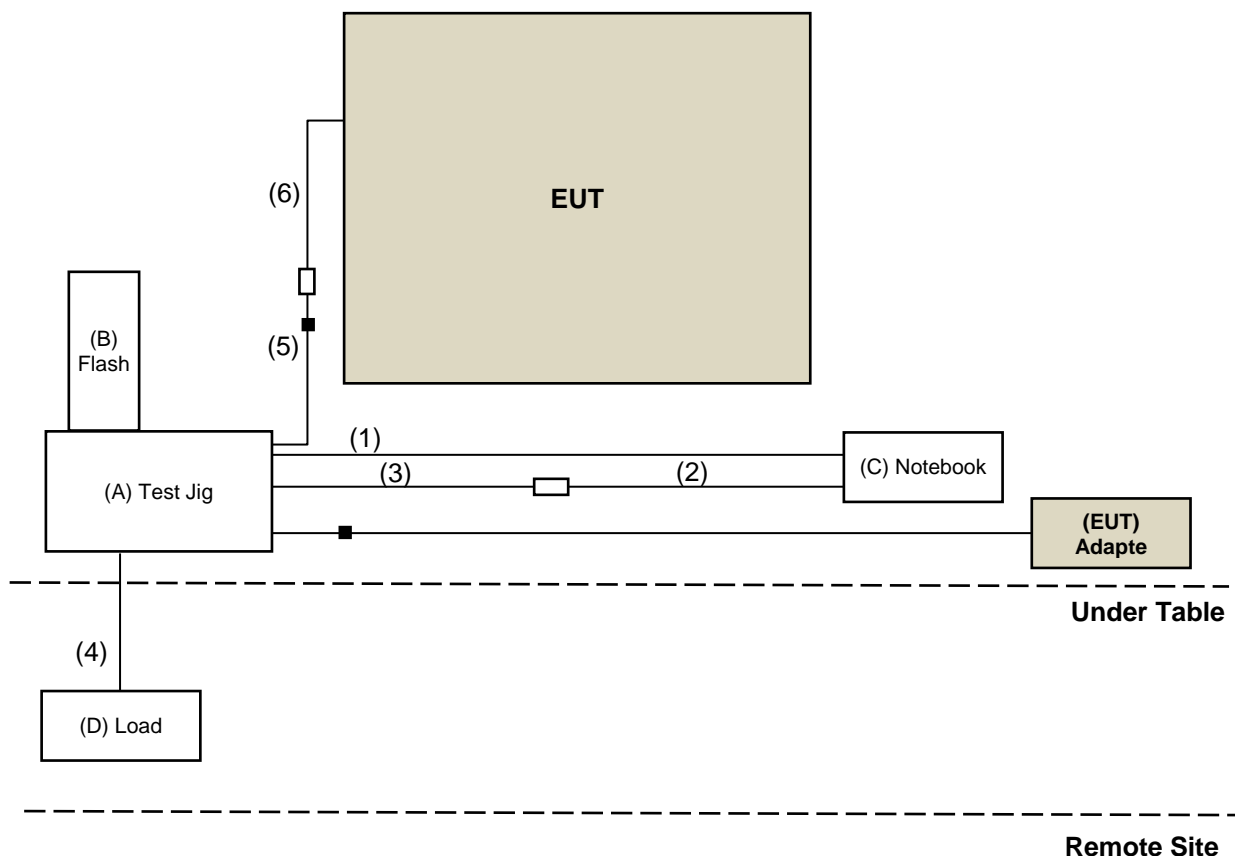 EUT
(6)
(B)
Flash
(5)
(1)
(A) Test Jig
(3)
(2)
(C) Notebook
(EUT)
Adapte
Under Table
(4)
(D) Load
Remote Site